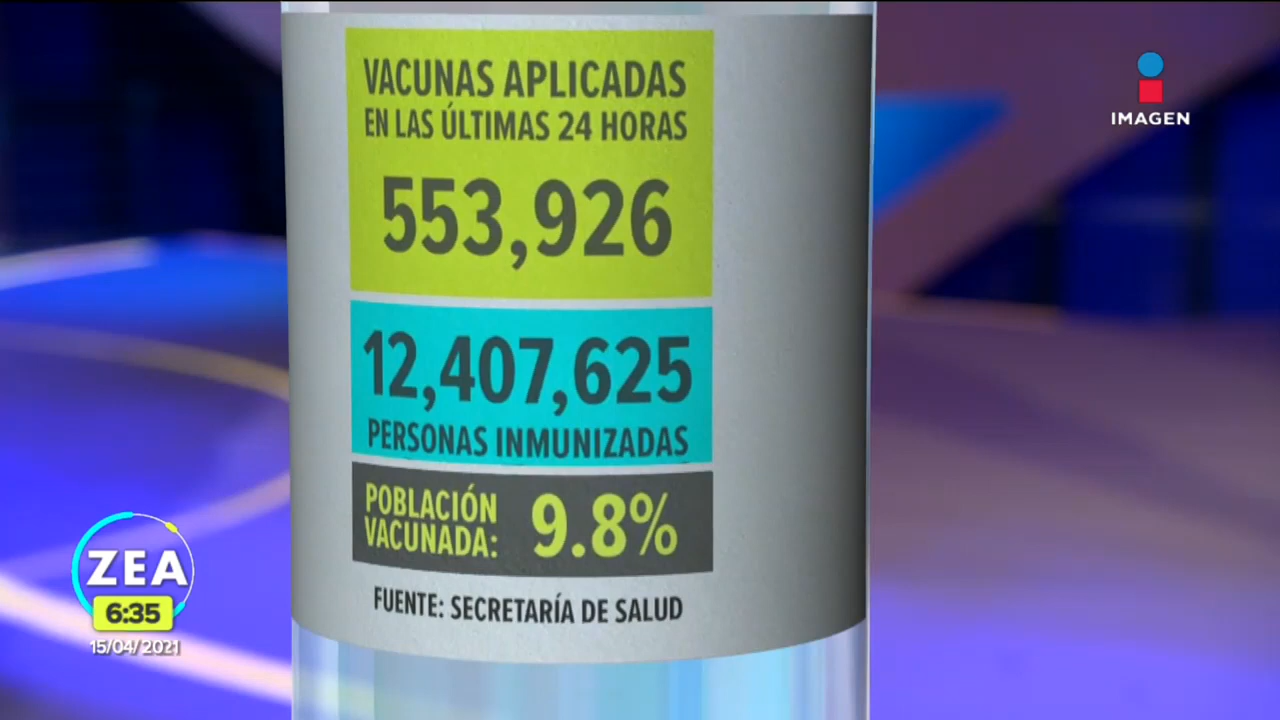 VACUNAS APLICADAS
EN LAS ÚLTIMAS 24 HORAS
553,926
12,407,625
PERSONAS INMUNIZADAS
POBLACIÓN
VACUNADA:
9.8%
FUENTE: SECRETARÍA DE SALUD
IMAGEN
ZEA
6:35
15/04/2021